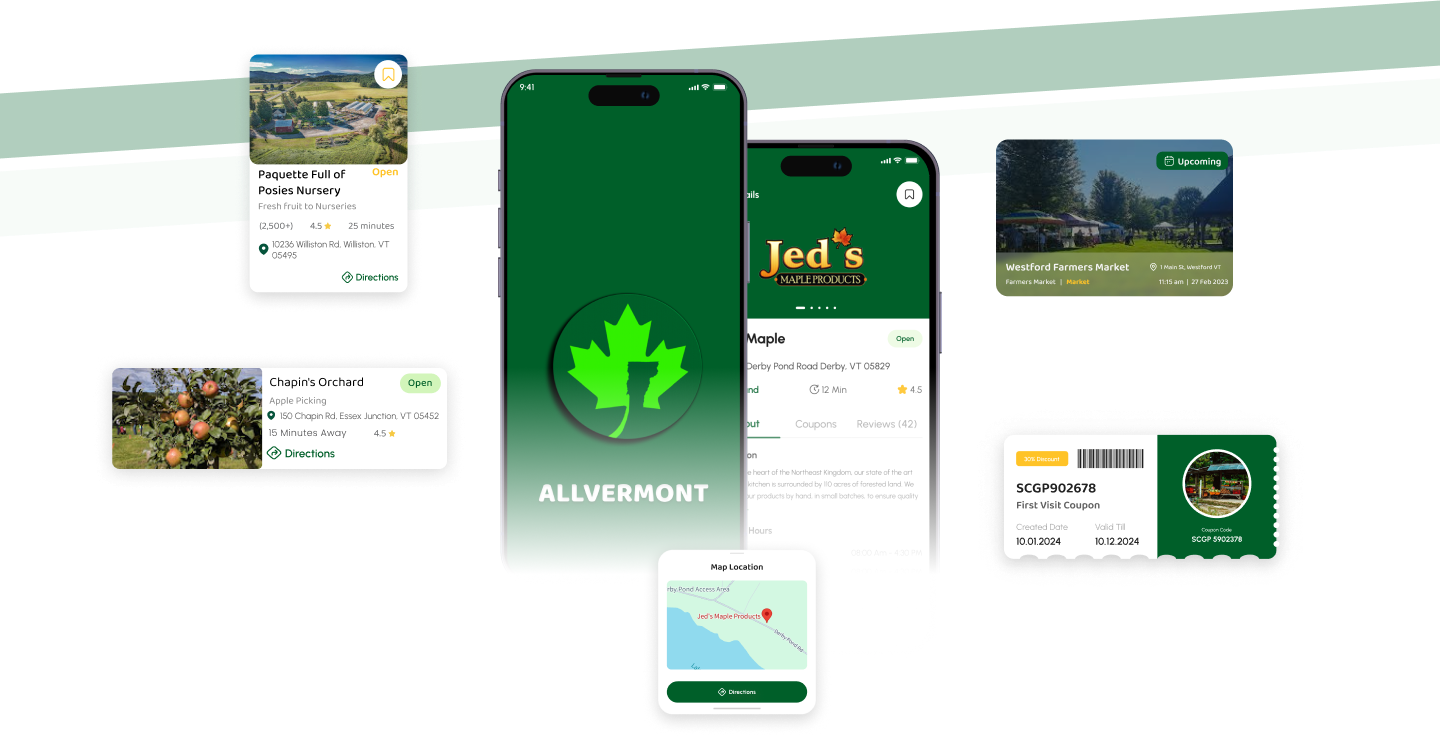 Paquette Full of
Posies Nursery
Open
Fresh fruit to Nurseries
(2,500+) 4.5 25 minutes
10236 Williston Rd, Williston, VT
05495
Directions
Chapin's Orchard
Open
Apple Picking
150 Chapin Rd, Essex Junction, VT 05452
15 Minutes Away 4.5
Directions
9:41
ALLVERMONT
ails
Jed's
MAPLE PRODUCTS
Maple
Open
Derby Pond Road Derby, VT 05829
nd 12 Min 4.5
out Coupons Reviews (42)
on
e heart of the Northeast Kingdom, our state of the art
kitchen is surrounded by 110 acres of forested land. We
our products by hand, in small batches, to ensure quality
Hours
Map Location
rby Pond Access Area
Jed's Maple Products
Derby Pond Rd
Directions
Upcoming
Westford Farmers Market
1 Main St, Westford VT
Farmers Market | Market
11:15 am | 27 Feb 2023
30% Discount
SCGP902678
First Visit Coupon
Created Date Valid Till
10.01.2024 10.12.2024
Coupon Code
SCGP 5902378